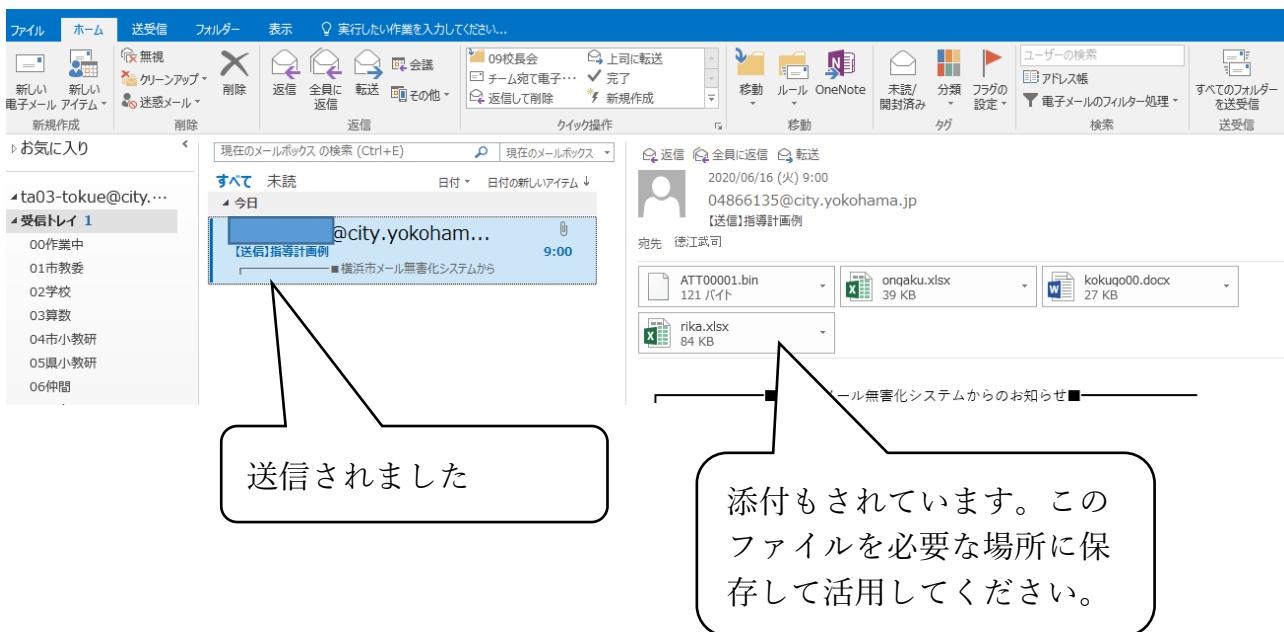 ファイル ホーム 送受信 フォルダー 表示 実行したい作業を入力してください...
新しい電子メール
新しいアイテム
無視
クリーンアップ
迷惑メール
削除
返信
全員に返信
転送
会議
その他
09校長会
チーム宛て電子…
返信して削除
上司に転送
完了
新規作成
移動
ルール
OneNote
未読/開封済み
分類
フラグの設定
ユーザーの検索
アドレス帳
電子メールのフィルター処理
すべてのフォルダーを送受信
新規作成 削除 返信 クイック操作 移動 タグ 検索 送受信
お気に入り
ta03-tokue@city.…
受信トレイ 1
00作業中
01市教委
02学校
03算数
04市小教研
05県小教研
06仲間
現在のメールボックス の検索 (Ctrl+E) 現在のメールボックス
すべて 未読 日付 日付の新しいアイテム ↓
今日
@city.yokoham...
【送信】指導計画例 9:00
┌──────■横浜市メール無害化システムから
返信 全員に返信 転送
2020/06/16 (火) 9:00
04866135@city.yokohama.jp
【送信】指導計画例
宛先 徳江武司
ATT00001.bin
121 バイト
ongaku.xlsx
39 KB
kokugo00.docx
27 KB
rika.xlsx
84 KB
ール無害化システムからのお知らせ■──────
送信されました
添付もされています。この
ファイルを必要な場所に保
存して活用してください。